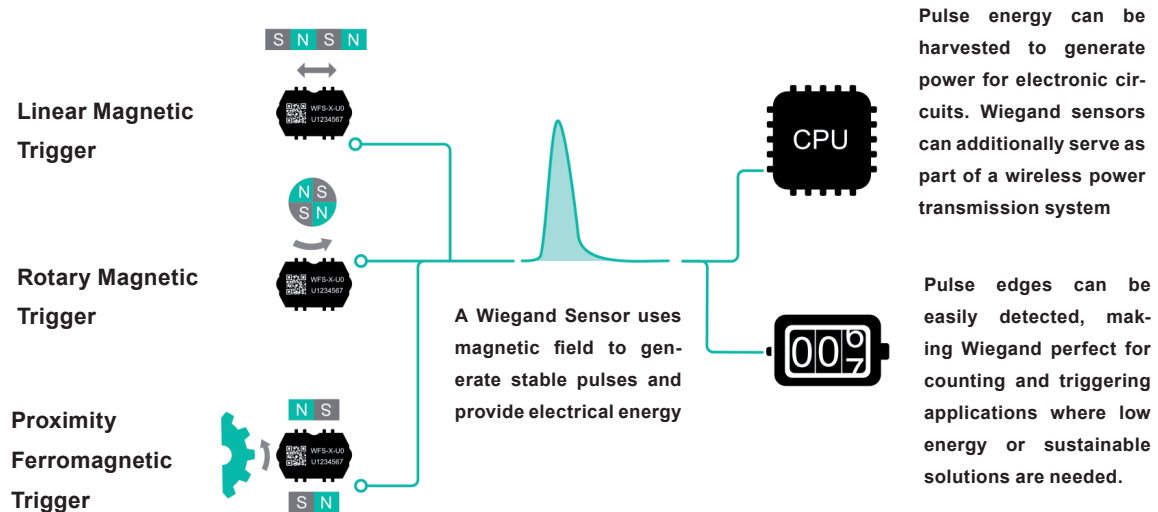 S N S N
WFS-X-U0
U1234567
Linear Magnetic
Trigger
N S
S N
WFS-X-U0
U1234567
Rotary Magnetic
Trigger
N S
WFS-X-U0
U1234567
S N
Proximity
Ferromagnetic
Trigger
A Wiegand Sensor uses
magnetic field to gen-
erate stable pulses and
provide electrical energy
CPU
Pulse energy can be
harvested to generate
power for electronic cir-
cuits. Wiegand sensors
can additionally serve as
part of a wireless power
transmission system
00
6
7
Pulse edges can be
easily detected, mak-
ing Wiegand perfect for
counting and triggering
applications where low
energy or sustainable
solutions are needed.